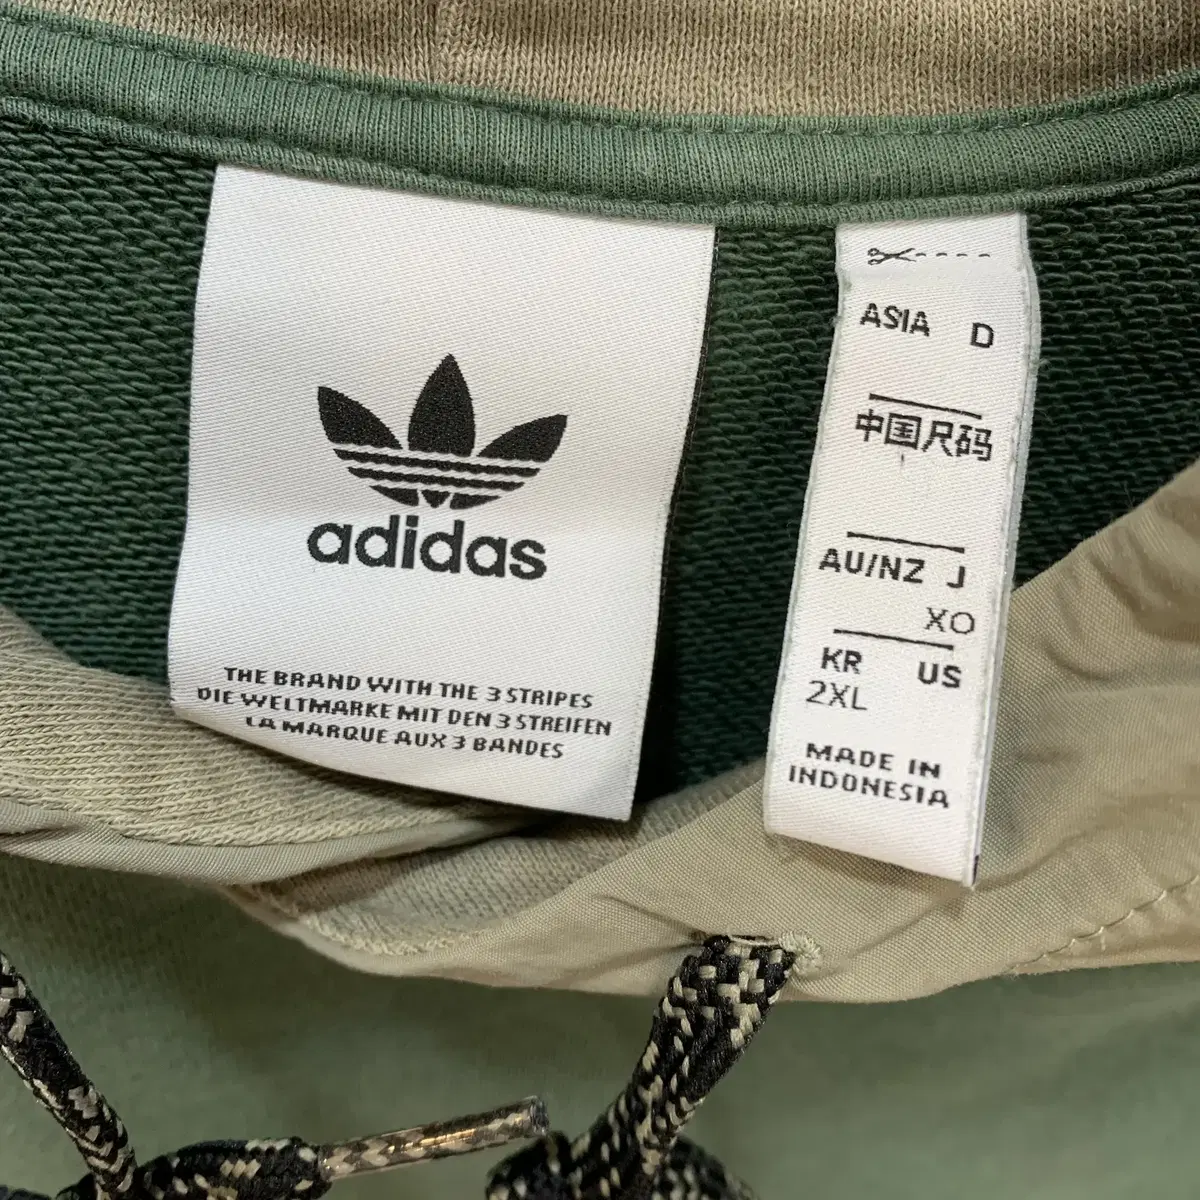 adidas
THE BRAND WITH THE 3 STRIPES
DIE WELTMARKE MIT DEN 3 STREIFEN
LA MARQUE AUX 3 BANDES
ASIA D
中国尺码
AU/NZ J
XO
KR US
2XL
MADE IN
INDONESIA